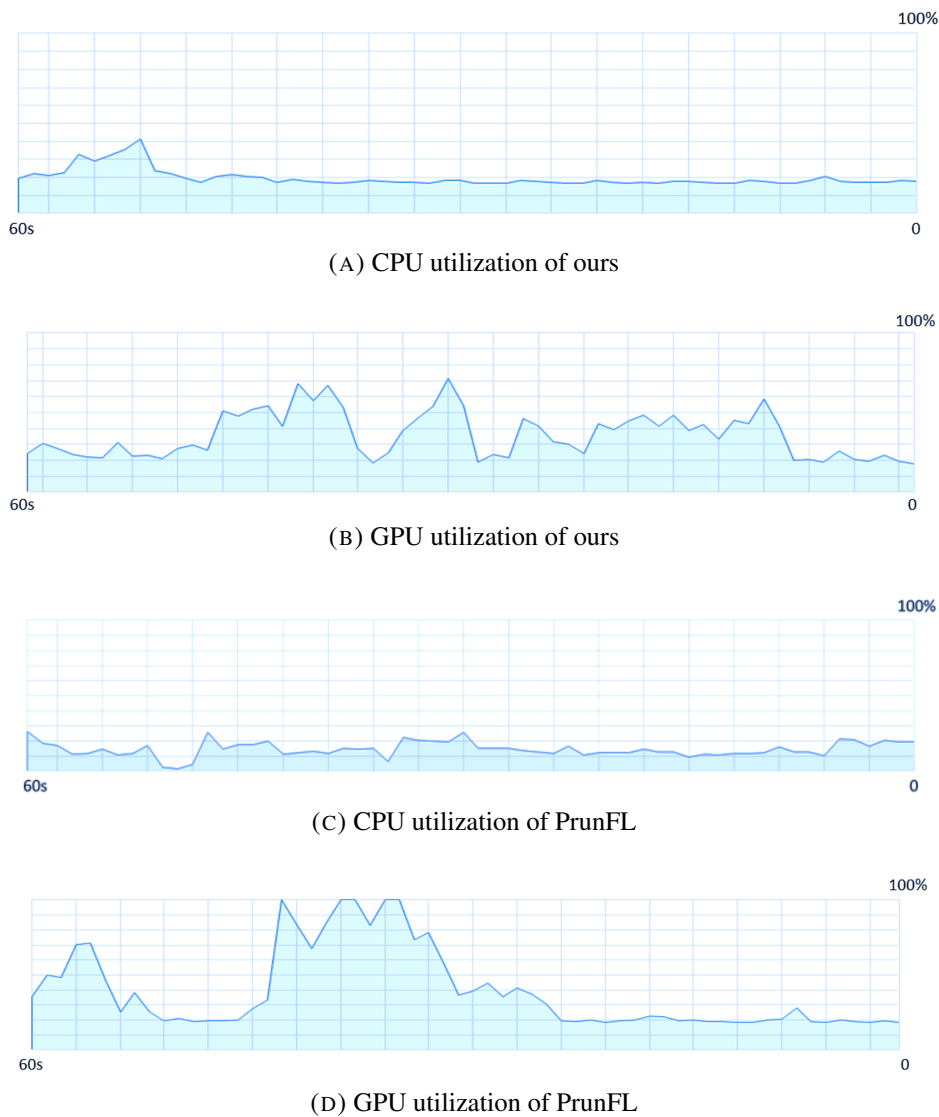 100%
60s 0
(A) CPU utilization of ours
100%
60s 0
(B) GPU utilization of ours
100%
60s 0
(C) CPU utilization of PrunFL
100%
60s 0
(D) GPU utilization of PrunFL